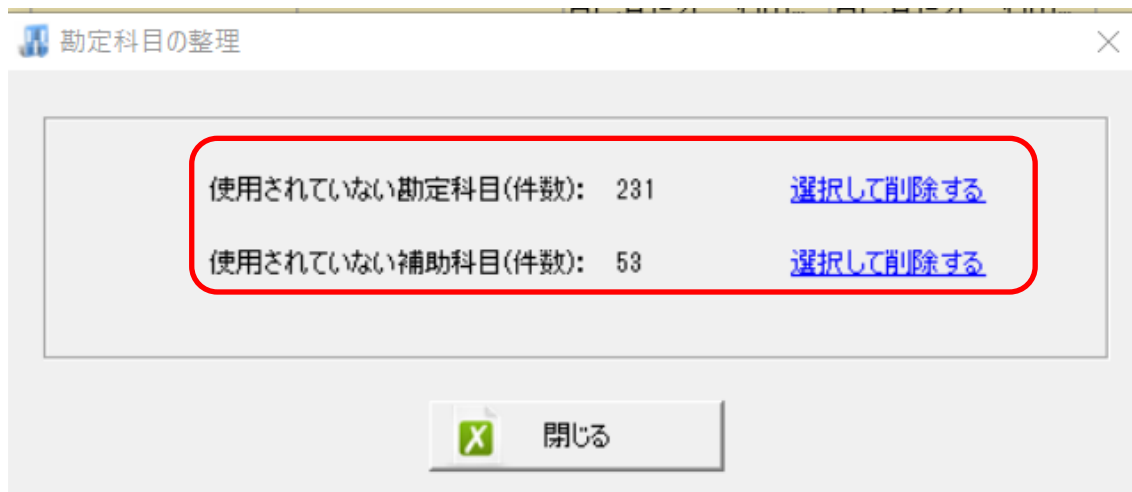 勘定科目の整理
使用されていない勘定科目(件数): 231 選択して削除する
使用されていない補助科目(件数): 53 選択して削除する
閉じる